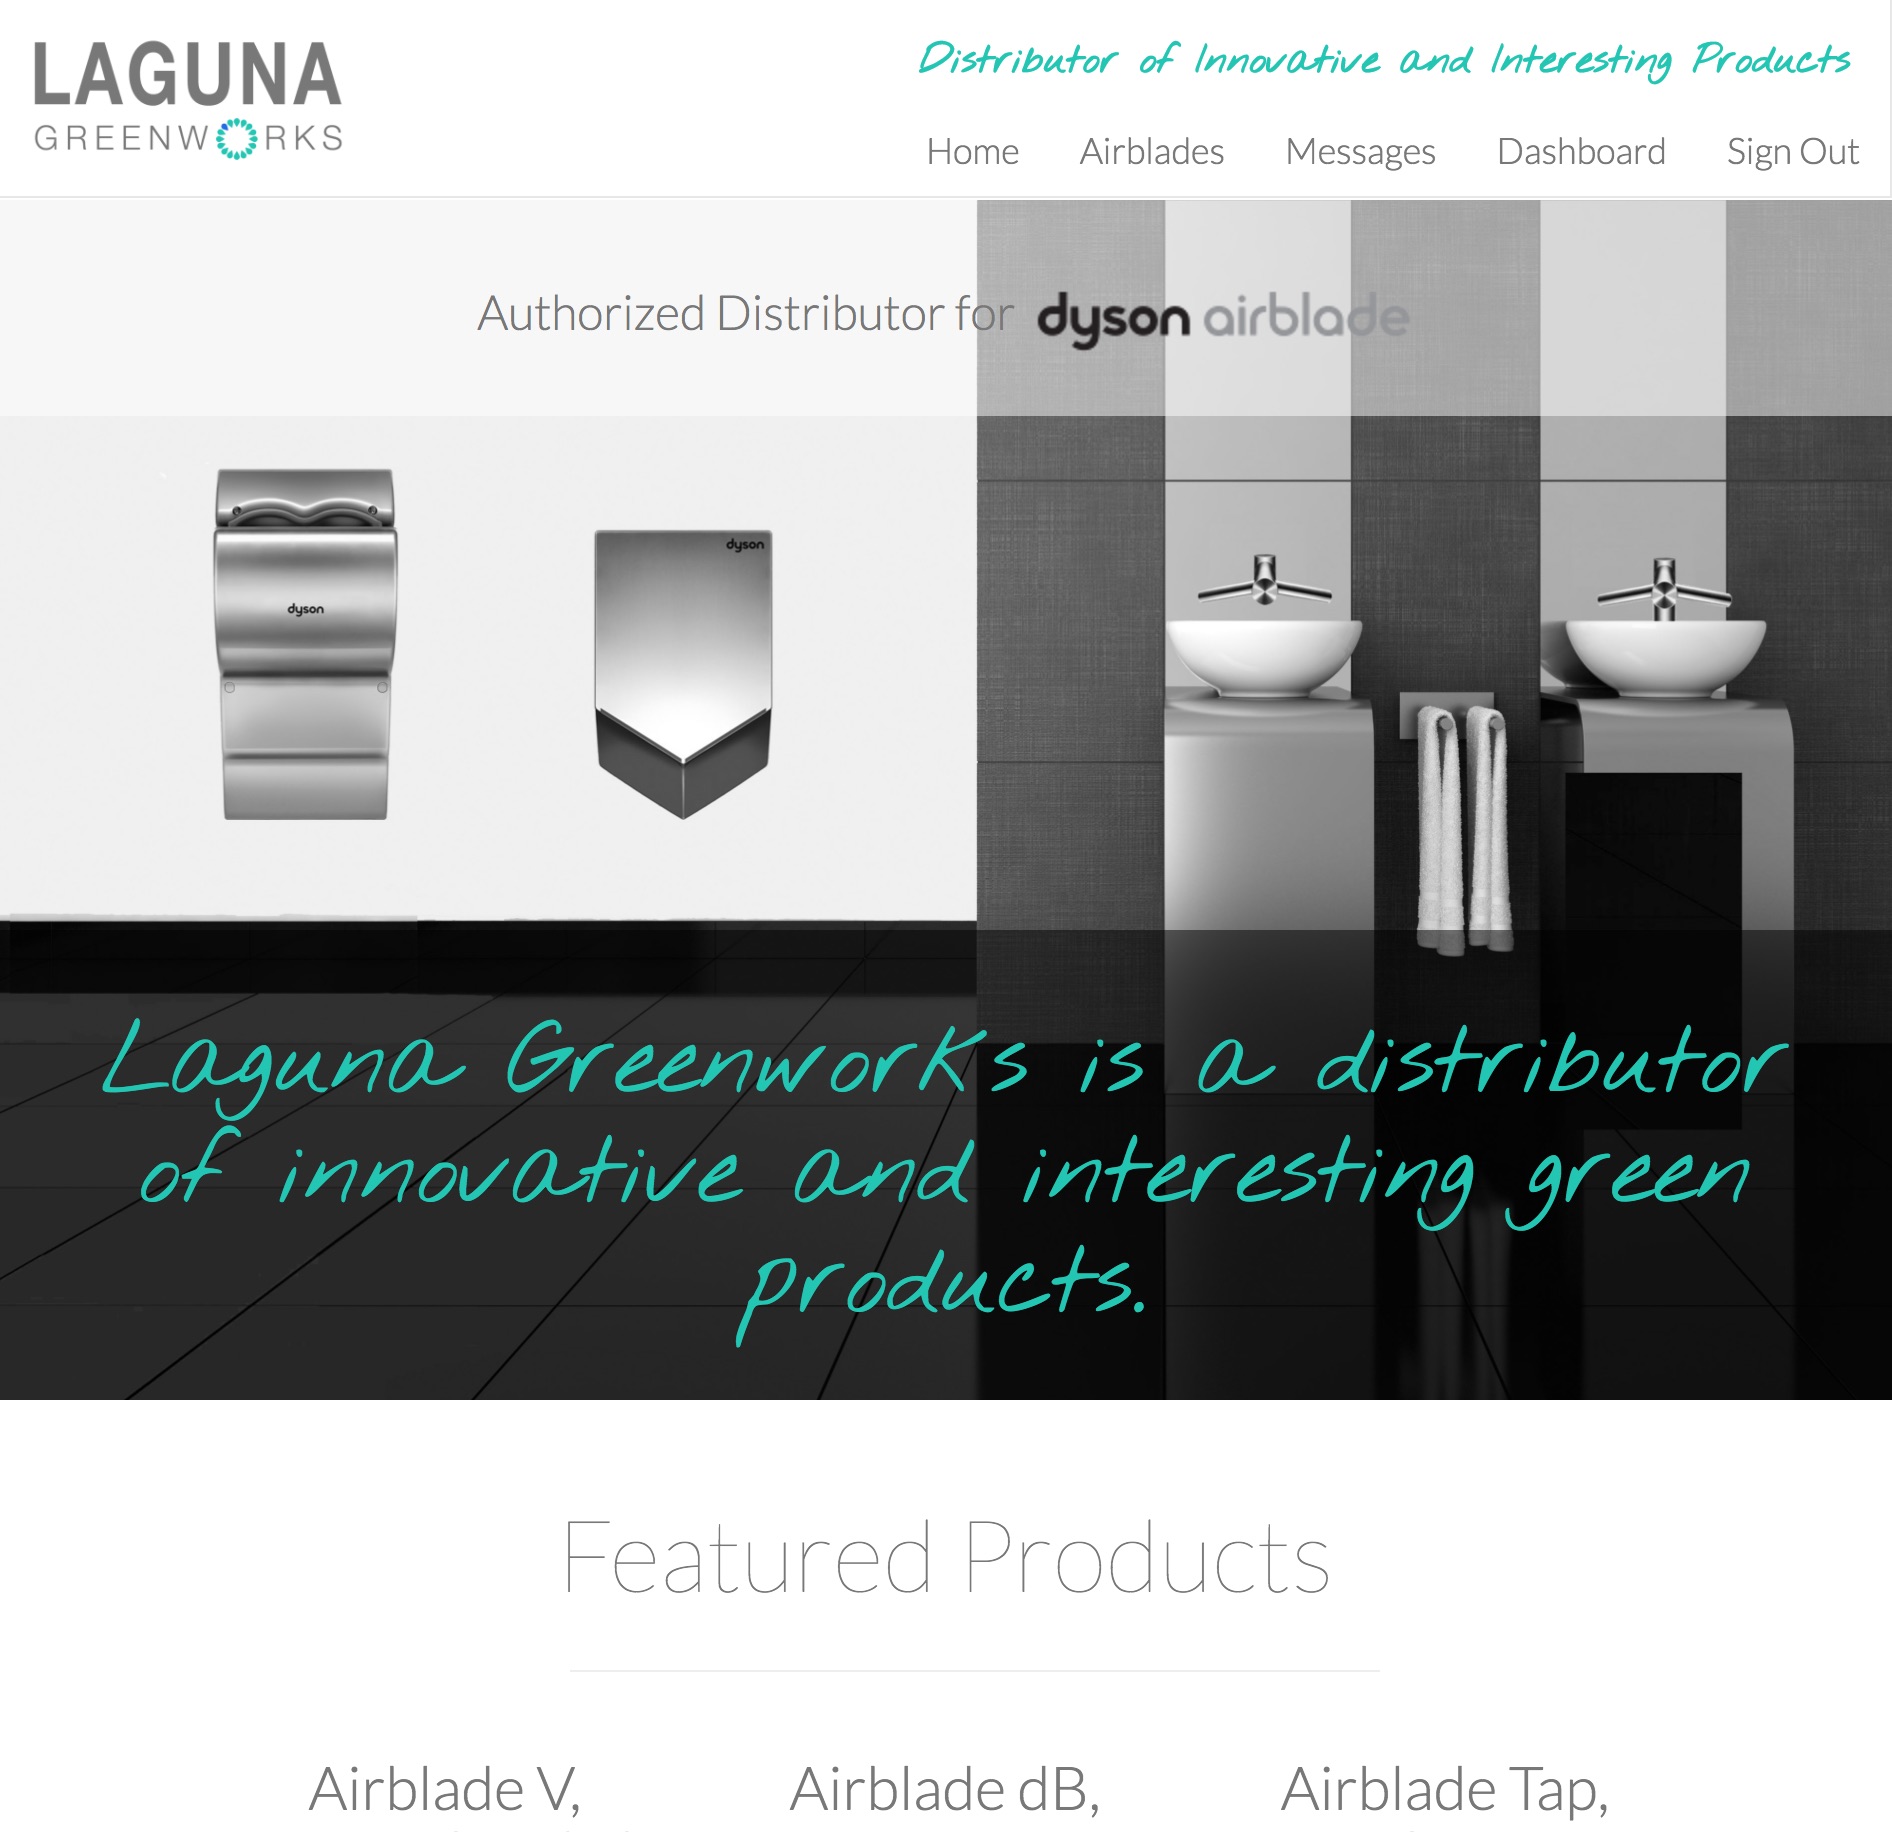 LAGUNA
GREENWORKS
Distributor of Innovative and Interesting Products
Home Airblades Messages Dashboard Sign Out
Authorized Distributor for dyson airblade
dyson
dyson
Laguna Greenworks is a distributor
of innovative and interesting green
products.
Featured Products
Airblade V, Airblade dB, Airblade Tap,